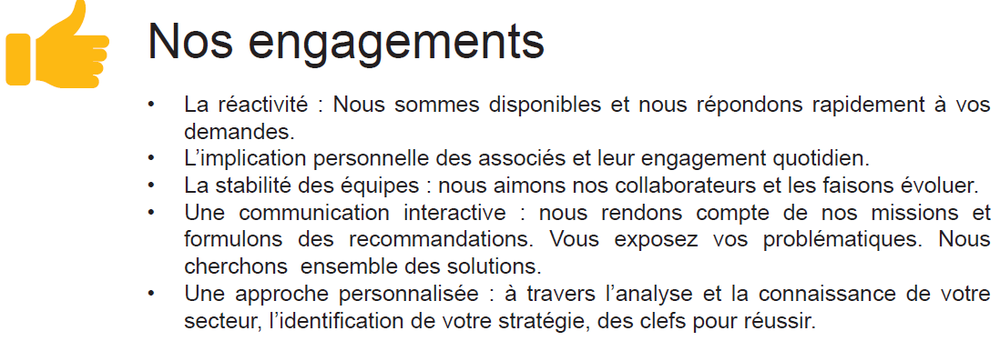 Nos engagements
• La réactivité : Nous sommes disponibles et nous répondons rapidement à vos
demandes.
• L’implication personnelle des associés et leur engagement quotidien.
• La stabilité des équipes : nous aimons nos collaborateurs et les faisons évoluer.
• Une communication interactive : nous rendons compte de nos missions et
formulons des recommandations. Vous exposez vos problématiques. Nous
cherchons ensemble des solutions.
• Une approche personnalisée : à travers l’analyse et la connaissance de votre
secteur, l’identification de votre stratégie, des clefs pour réussir.